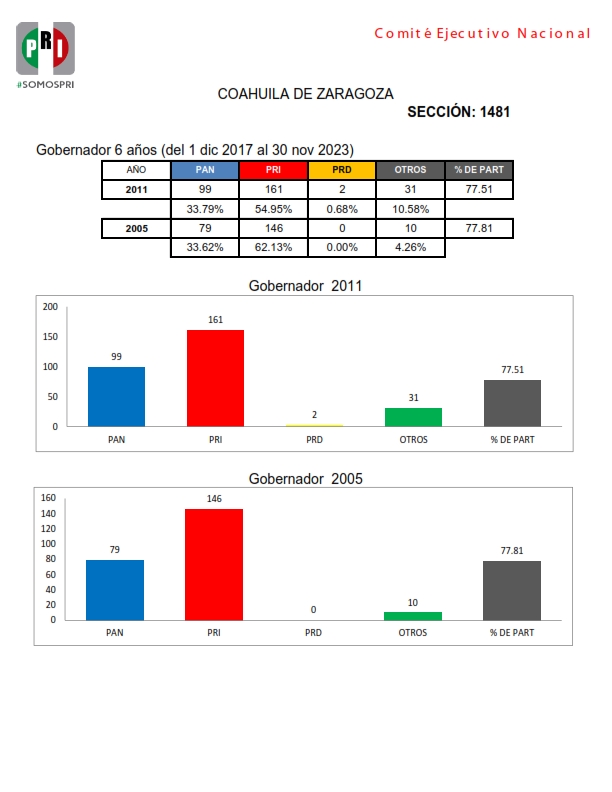 PRI
#SOMOSPRI
Comité Ejecutivo Nacional
COAHUILA DE ZARAGOZA
SECCIÓN: 1481
Gobernador 6 años (del 1 dic 2017 al 30 nov 2023)
AÑO PAN PRI PRD OTROS % DE PART
2011 99 161 2 31 77.51
33.79% 54.95% 0.68% 10.58%
2005 79 146 0 10 77.81
33.62% 62.13% 0.00% 4.26%
Gobernador 2011
200
150
100
50
0
99
161
2
31
77.51
PAN PRI PRD OTROS % DE PART
Gobernador 2005
160
140
120
100
80
60
40
20
0
79
146
0
10
77.81
PAN PRI PRD OTROS % DE PART